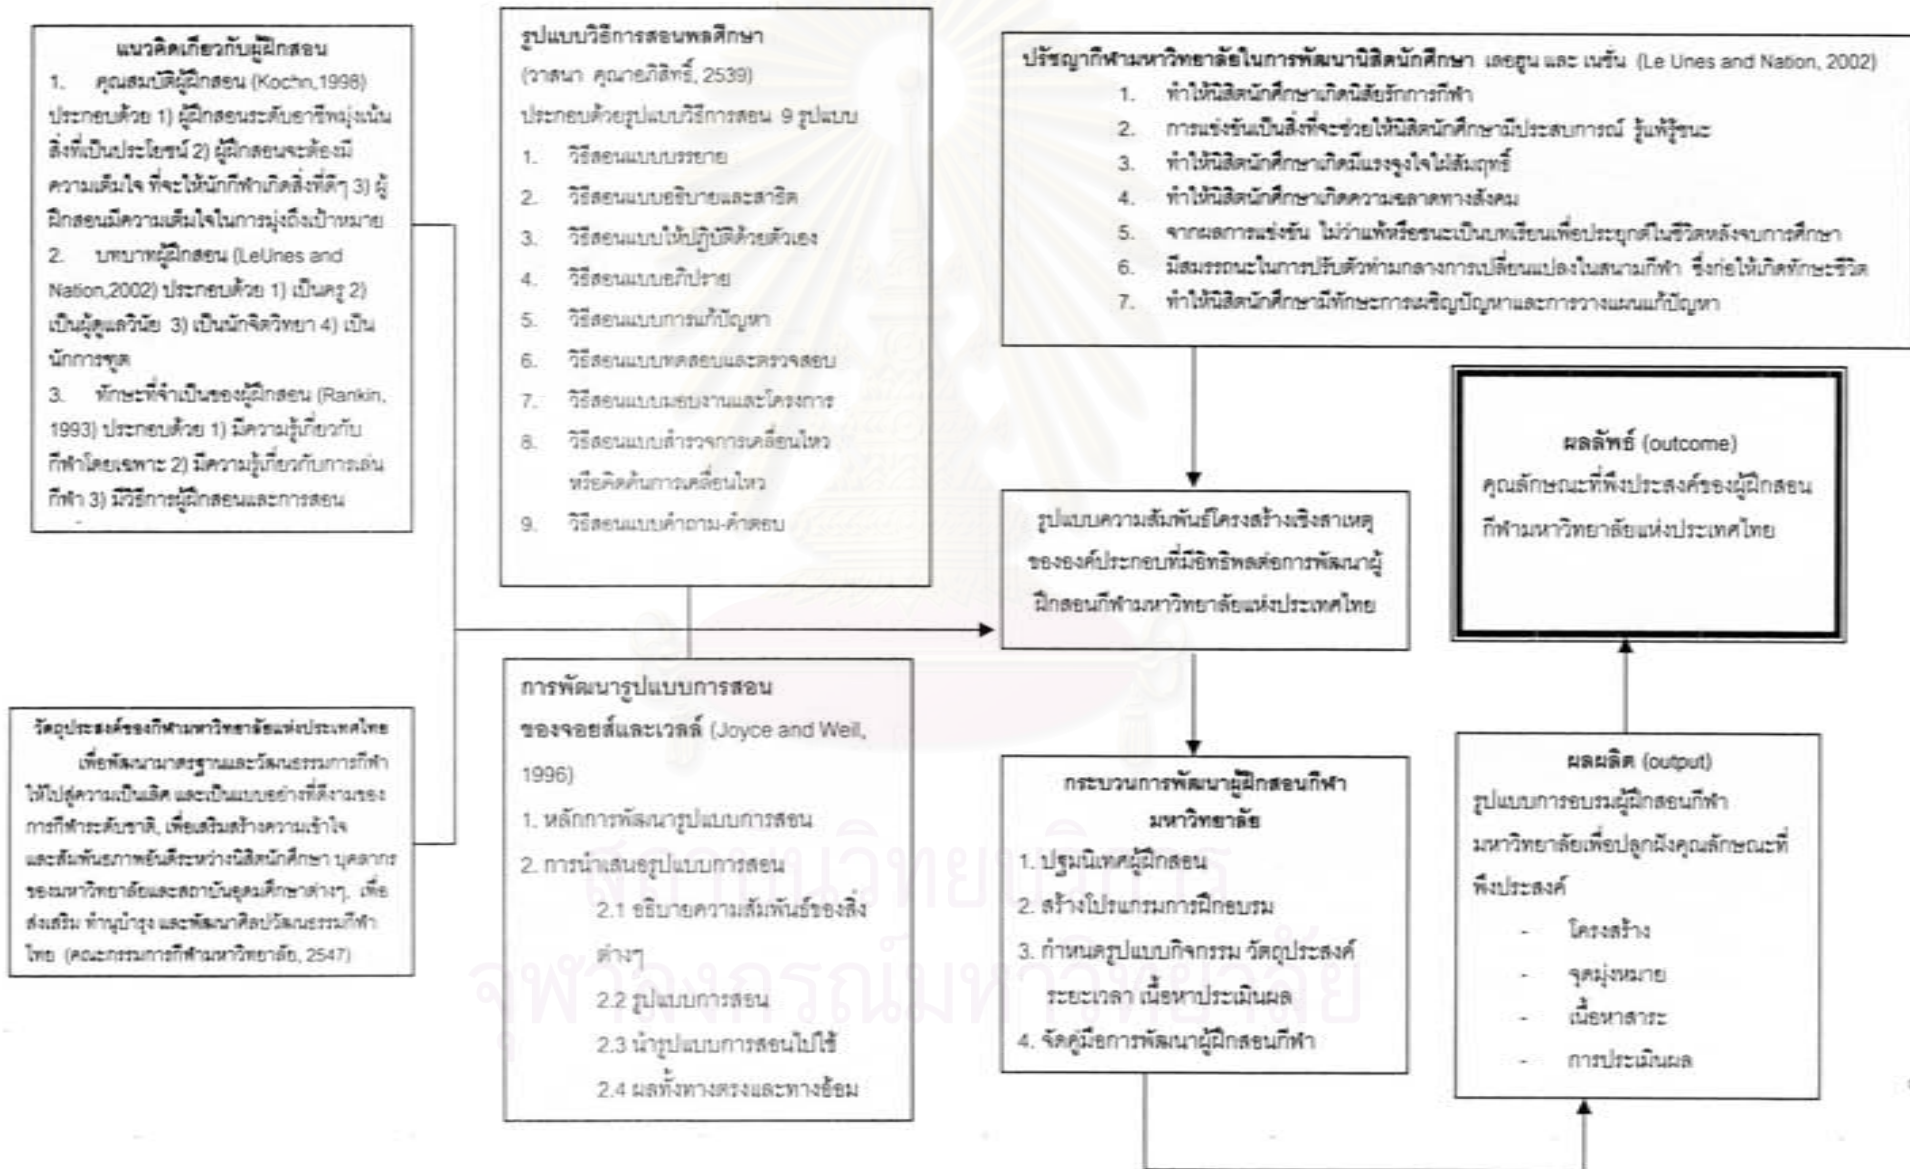 แนวคิดเกี่ยวกับผู้ฝึกสอน
1. คุณสมบัติผู้ฝึกสอน (Kochn,1998)
ประกอบด้วย 1) ผู้ฝึกสอนระดับอาชีพมุ่งเน้น
สิ่งที่เป็นประโยชน์ 2) ผู้ฝึกสอนจะต้องมี
ความเต็มใจ ที่จะให้นักกีฬาเกิดสิ่งที่ดีๆ 3) ผู้
ฝึกสอนมีความเต็มใจในการมุ่งถึงเป้าหมาย
2. บทบาทผู้ฝึกสอน (LeUnes and
Nation,2002) ประกอบด้วย 1) เป็นครู 2)
เป็นผู้ดูแลวินัย 3) เป็นนักจิตวิทยา 4) เป็น
นักการฑูต
3. ทักษะที่จำเป็นของผู้ฝึกสอน (Rankin,
1993) ประกอบด้วย 1) มีความรู้เกี่ยวกับ
กีฬาโดยเฉพาะ 2) มีความรู้เกี่ยวกับการเล่น
กีฬา 3) มีวิธีการผู้ฝึกสอนและการสอน
วัตถุประสงค์ของกีฬามหาวิทยาลัยแห่งประเทศไทย
เพื่อพัฒนามาตรฐานและวัฒนธรรมการกีฬา
ให้ไปสู่ความเป็นเลิศ และเป็นแบบอย่างที่ดีงามของ
การกีฬาระดับชาติ, เพื่อเสริมสร้างความเข้าใจ
และสัมพันธภาพอันดีระหว่างนิสิตนักศึกษา บุคลากร
ของมหาวิทยาลัยและสถาบันอุดมศึกษาต่างๆ, เพื่อ
ส่งเสริม ทำนุบำรุง และพัฒนาศิลปวัฒนธรรมกีฬา
ไทย (คณะกรรมการกีฬามหาวิทยาลัย, 2547)
รูปแบบวิธีการสอนพลศึกษา
(วาสนา คุณาอภิสิทธิ์, 2539)
ประกอบด้วยรูปแบบวิธีการสอน 9 รูปแบบ
1. วิธีสอนแบบบรรยาย
2. วิธีสอนแบบอธิบายและสาธิต
3. วิธีสอนแบบให้ปฏิบัติด้วยตัวเอง
4. วิธีสอนแบบอภิปราย
5. วิธีสอนแบบการแก้ปัญหา
6. วิธีสอนแบบทดสอบและตรวจสอบ
7. วิธีสอนแบบมอบงานและโครงการ
8. วิธีสอนแบบสำรวจการเคลื่อนไหว
หรือคิดค้นการเคลื่อนไหว
9. วิธีสอนแบบคำถาม-คำตอบ
การพัฒนารูปแบบการสอน
ของจอยส์และเวลล์ (Joyce and Weil,
1996)
1. หลักการพัฒนารูปแบบการสอน
2. การนำเสนอรูปแบบการสอน
2.1 อธิบายความสัมพันธ์ของสิ่ง
ต่างๆ
2.2 รูปแบบการสอน
2.3 นำรูปแบบการสอนไปใช้
2.4 ผลทั้งทางตรงและทางอ้อม
ปรัชญากีฬามหาวิทยาลัยในการพัฒนานิสิตนักศึกษา เลอยูน และ เนชั่น (Le Unes and Nation, 2002)
1. ทำให้นิสิตนักศึกษาเกิดนิสัยรักการกีฬา
2. การแข่งขันเป็นสิ่งที่จะช่วยให้นิสิตนักศึกษามีประสบการณ์ รู้แพ้รู้ชนะ
3. ทำให้นิสิตนักศึกษาเกิดมีแรงจูงใจใฝ่สัมฤทธิ์
4. ทำให้นิสิตนักศึกษาเกิดความฉลาดทางสังคม
5. จากผลการแข่งขัน ไม่ว่าแพ้หรือชนะเป็นบทเรียนเพื่อประยุกต์ในชีวิตหลังจบการศึกษา
6. มีสมรรถนะในการปรับตัวท่ามกลางการเปลี่ยนแปลงในสนามกีฬา ซึ่งก่อให้เกิดทักษะชีวิต
7. ทำให้นิสิตนักศึกษามีทักษะการเผชิญปัญหาและการวางแผนแก้ปัญหา
รูปแบบความสัมพันธ์โครงสร้างเชิงสาเหตุ
ขององค์ประกอบที่มีอิทธิพลต่อการพัฒนาผู้
ฝึกสอนกีฬามหาวิทยาลัยแห่งประเทศไทย
กระบวนการพัฒนาผู้ฝึกสอนกีฬา
มหาวิทยาลัย
1. ปฐมนิเทศผู้ฝึกสอน
2. สร้างโปรแกรมการฝึกอบรม
3. กำหนดรูปแบบกิจกรรม วัตถุประสงค์
ระยะเวลา เนื้อหาประเมินผล
4. จัดคู่มือการพัฒนาผู้ฝึกสอนกีฬา
ผลลัพธ์ (outcome)
คุณลักษณะที่พึงประสงค์ของผู้ฝึกสอน
กีฬามหาวิทยาลัยแห่งประเทศไทย
ผลผลิต (output)
รูปแบบการอบรมผู้ฝึกสอนกีฬา
มหาวิทยาลัยเพื่อปลูกฝังคุณลักษณะที่
พึงประสงค์
- โครงสร้าง
- จุดมุ่งหมาย
- เนื้อหาสาระ
- การประเมินผล
สถาบันวิทยบริการ
จุฬาลงกรณ์มหาวิทยาลัย